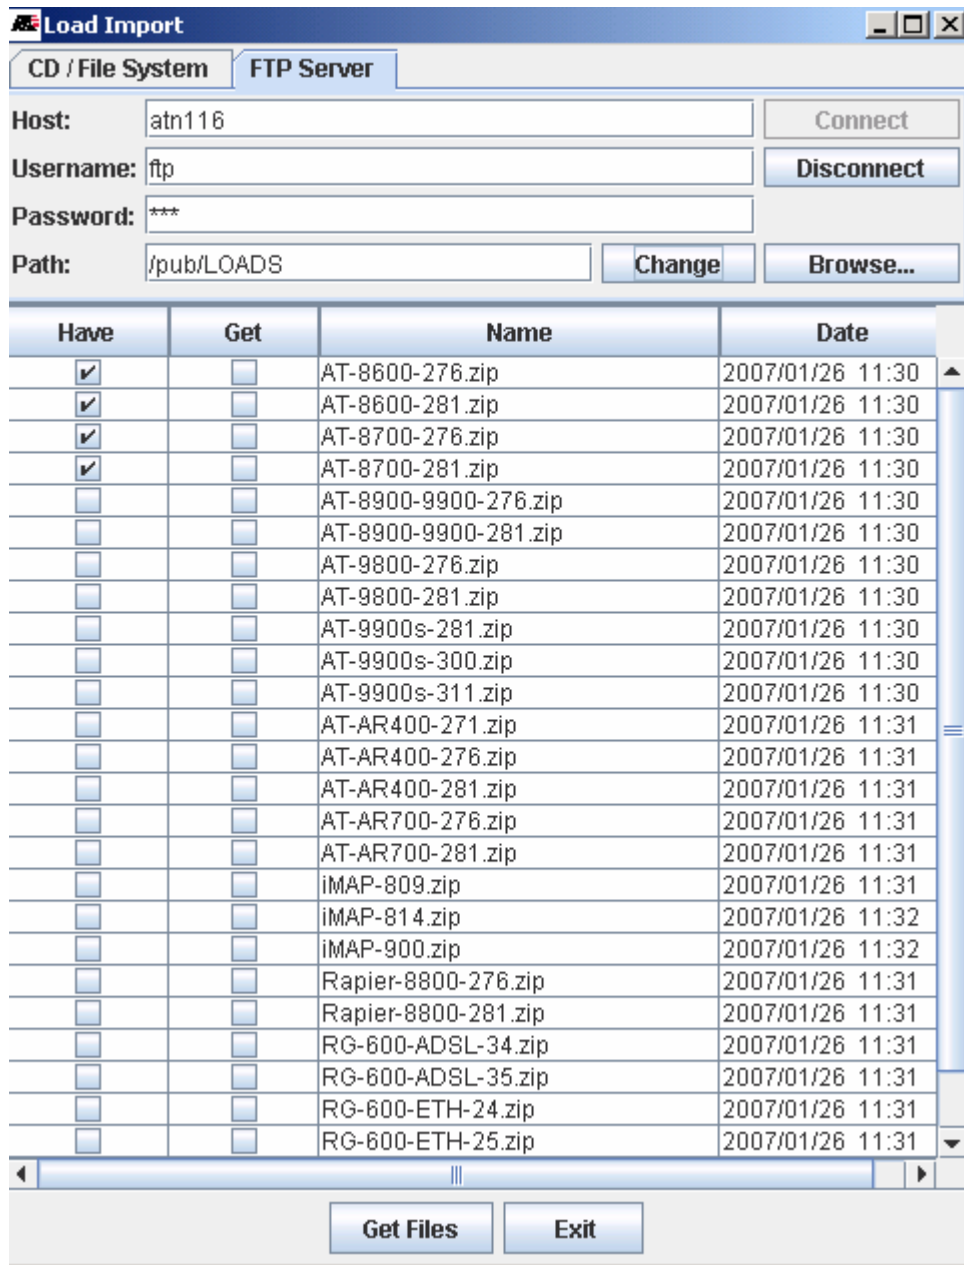 Load Import
CD / File System FTP Server
Host: atn116 Connect
Username: ftp Disconnect
Password: ***
Path: /pub/LOADS Change Browse...
Have Get Name Date
AT-8600-276.zip 2007/01/26 11:30
AT-8600-281.zip 2007/01/26 11:30
AT-8700-276.zip 2007/01/26 11:30
AT-8700-281.zip 2007/01/26 11:30
AT-8900-9900-276.zip 2007/01/26 11:30
AT-8900-9900-281.zip 2007/01/26 11:30
AT-9800-276.zip 2007/01/26 11:30
AT-9800-281.zip 2007/01/26 11:30
AT-9900s-281.zip 2007/01/26 11:30
AT-9900s-300.zip 2007/01/26 11:30
AT-9900s-311.zip 2007/01/26 11:30
AT-AR400-271.zip 2007/01/26 11:31
AT-AR400-276.zip 2007/01/26 11:31
AT-AR400-281.zip 2007/01/26 11:31
AT-AR700-276.zip 2007/01/26 11:31
AT-AR700-281.zip 2007/01/26 11:31
iMAP-809.zip 2007/01/26 11:31
iMAP-814.zip 2007/01/26 11:32
iMAP-900.zip 2007/01/26 11:32
Rapier-8800-276.zip 2007/01/26 11:31
Rapier-8800-281.zip 2007/01/26 11:31
RG-600-ADSL-34.zip 2007/01/26 11:31
RG-600-ADSL-35.zip 2007/01/26 11:31
RG-600-ETH-24.zip 2007/01/26 11:31
RG-600-ETH-25.zip 2007/01/26 11:31
Get Files Exit